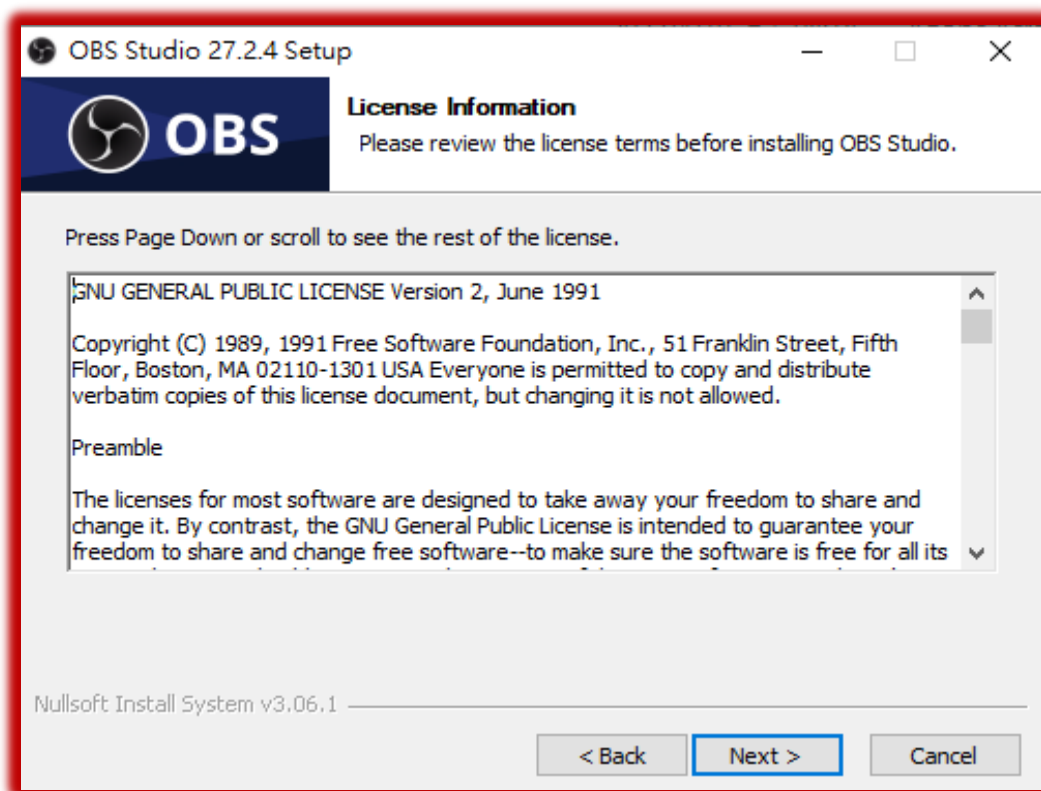 OBS Studio 27.2.4 Setup
OBS
License Information
Please review the license terms before installing OBS Studio.
Press Page Down or scroll to see the rest of the license.
GNU GENERAL PUBLIC LICENSE Version 2, June 1991
Copyright (C) 1989, 1991 Free Software Foundation, Inc., 51 Franklin Street, Fifth
Floor, Boston, MA 02110-1301 USA Everyone is permitted to copy and distribute
verbatim copies of this license document, but changing it is not allowed.
Preamble
The licenses for most software are designed to take away your freedom to share and
change it. By contrast, the GNU General Public License is intended to guarantee your
freedom to share and change free software--to make sure the software is free for all its
Nullsoft Install System v3.06.1
< Back
Next >
Cancel